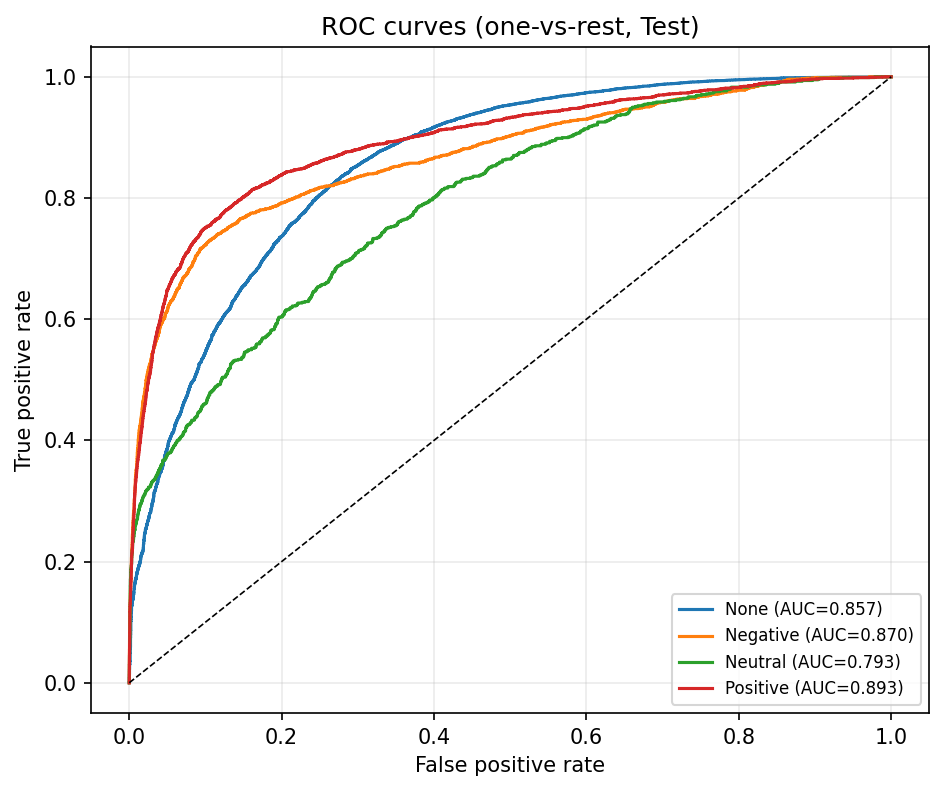 ROC curves (one-vs-rest, Test)
True positive rate
1.0
0.8
0.6
0.4
0.2
0.0
None (AUC=0.857)
Negative (AUC=0.870)
Neutral (AUC=0.793)
Positive (AUC=0.893)
0.0 0.2 0.4 0.6 0.8 1.0
False positive rate